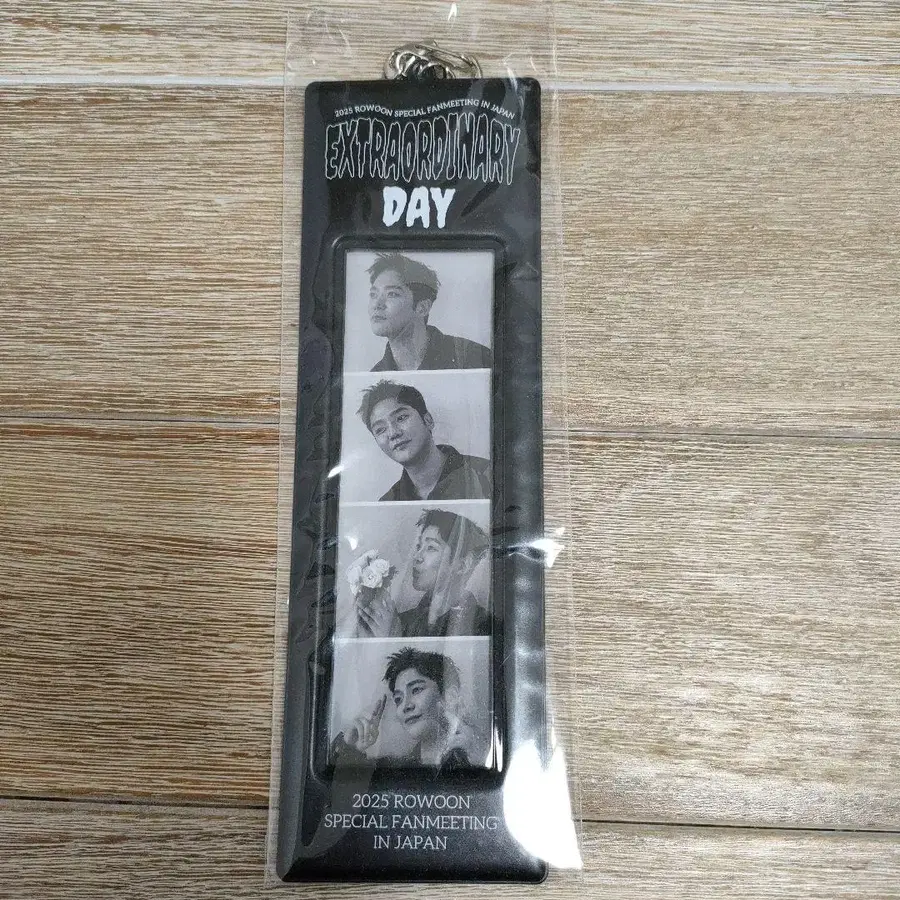 2025 ROWOON SPECIAL FANMEETING IN JAPAN
EXTRAORDINARY
DAY
2025 ROWOON
SPECIAL FANMEETING
IN JAPAN